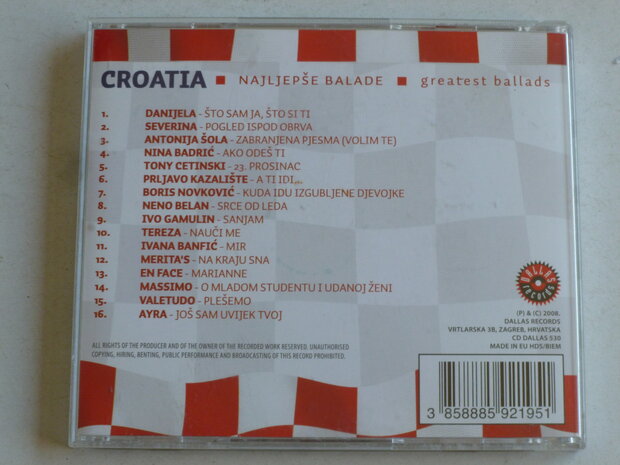 CROATIA ■ NAJLJEPŠE BALADE ■ greatest ballads
1. DANIJELA - ŠTO SAM JA, ŠTO SI TI
2. SEVERINA - POGLED ISPOD OBRVA
3. ANTONIJA ŠOLA - ZABRANJENA PJESMA (VOLIM TE)
4. NINA BADRIĆ - AKO ODEŠ TI
5. TONY CETINSKI - 23. PROSINAC
6. PRLJAVO KAZALIŠTE - A TI IDI...
7. BORIS NOVKOVIĆ - KUDA IDU IZGUBLJENE DJEVOJKE
8. NENO BELAN - SRCE OD LEDA
9. IVO GAMULIN - SANJAM
10. TEREZA - NAUČI ME
11. IVANA BANFIĆ - MIR
12. MERITA'S - NA KRAJU SNA
13. EN FACE - MARIANNE
14. MASSIMO - O MLADOM STUDENTU I UDANOJ ŽENI
15. VALETUDO - PLEŠEMO
16. AYRA - JOŠ SAM UVIJEK TVOJ
DALLAS
records
(P) & (C) 2008.
DALLAS RECORDS
VRTLARSKA 3B, ZAGREB, HRVATSKA
CD DALLAS 530
MADE IN EU HDS/BIEM
ALL RIGHTS OF THE PRODUCER AND OF THE OWNER OF THE RECORDED WORK RESERVED. UNAUTHORISED
COPYING, HIRING, RENTING, PUBLIC PERFORMANCE AND BROADCASTING OF THIS RECORD PROHIBITED.
3 858885 921951